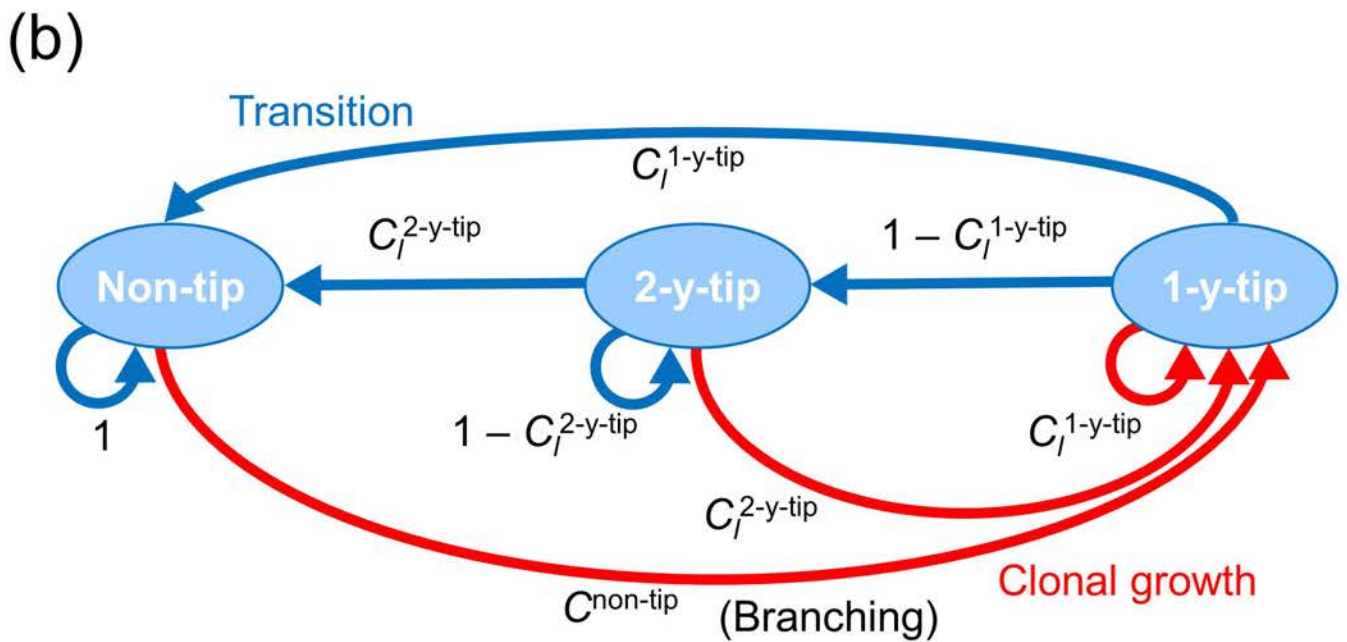 (b)
Transition
C_l^{1-y-tip}
C_l^{2-y-tip}
1 – C_l^{1-y-tip}
Non-tip
2-y-tip
1-y-tip
1
1 – C_l^{2-y-tip}
C_l^{1-y-tip}
C_l^{2-y-tip}
Clonal growth
C^{non-tip}
(Branching)